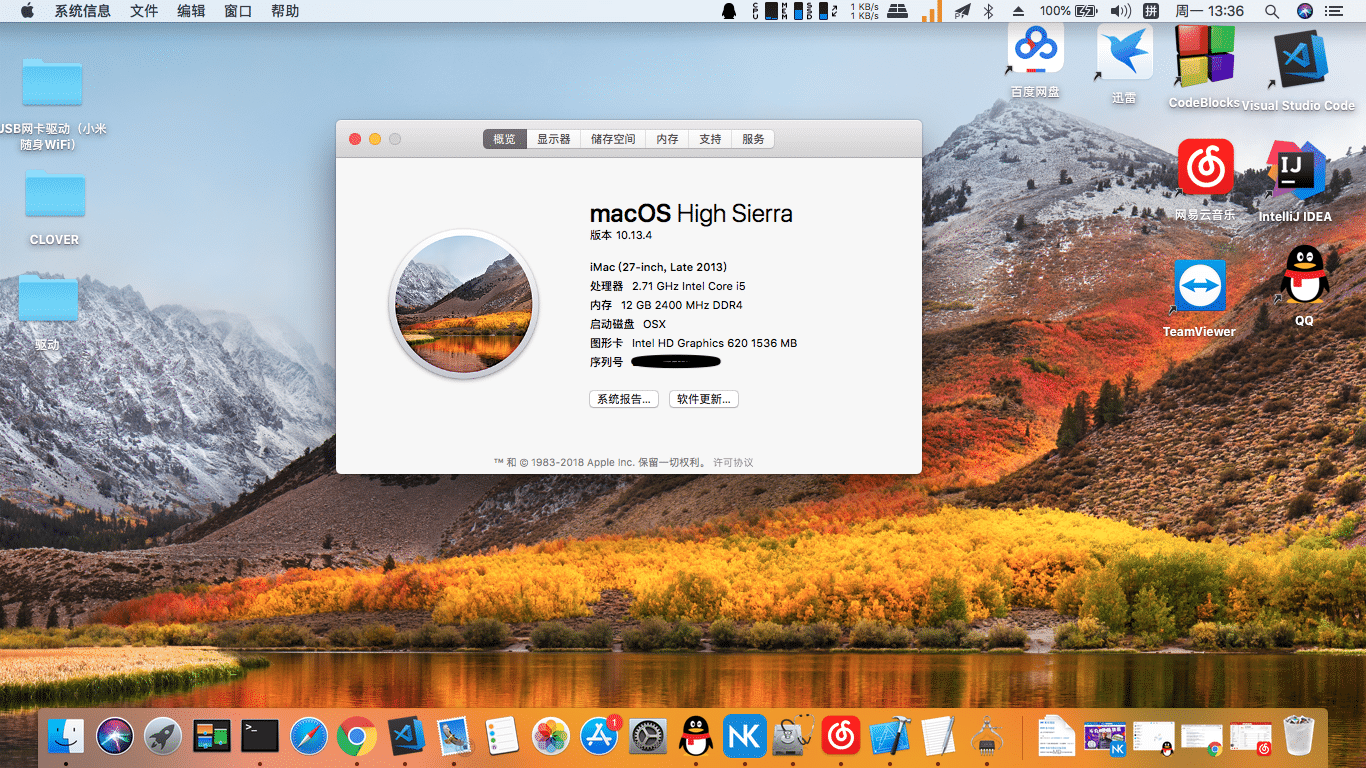 系统信息 文件 编辑 窗口 帮助
CPU MEM SSD 1 KB/s 1 KB/s 100% 拼 周一 13:36
USB网卡驱动（小米
随身WiFi）
CLOVER
驱动
百度网盘
迅雷
CodeBlocks
Visual Studio Code
网易云音乐
IJ
IntelliJ IDEA
TeamViewer
QQ
概览 显示器 储存空间 内存 支持 服务
macOS High Sierra
版本 10.13.4
iMac (27-inch, Late 2013)
处理器 2.71 GHz Intel Core i5
内存 12 GB 2400 MHz DDR4
启动磁盘 OSX
图形卡 Intel HD Graphics 620 1536 MB
序列号
系统报告... 软件更新...
™ 和 © 1983-2018 Apple Inc. 保留一切权利。 许可协议
1
NK
NK